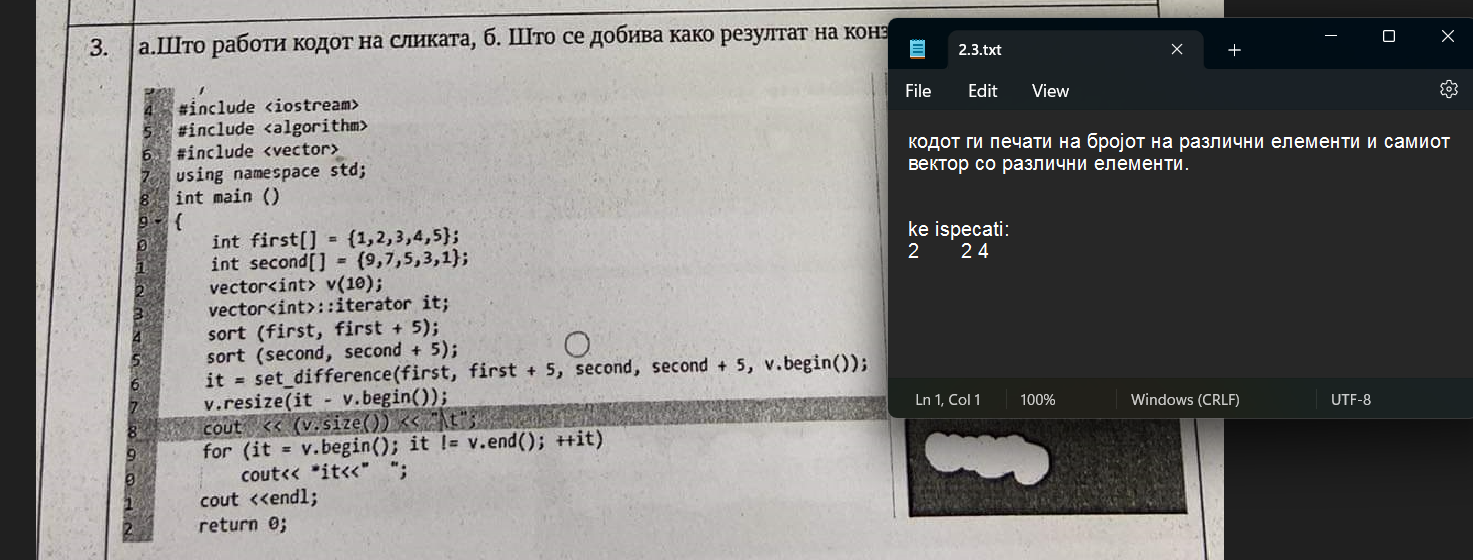 3. а.Што работи кодот на сликата, б. Што се добива како резултат на
4 #include <iostream>
5 #include <algorithm>
6 #include <vector>
7 using namespace std;
8 int main ()
9 {
0 int first[] = {1,2,3,4,5};
1 int second[] = {9,7,5,3,1};
2 vector<int> v(10);
3 vector<int>::iterator it;
4 sort (first, first + 5);
5 sort (second, second + 5);
6 it = set_difference(first, first + 5, second, second + 5, v.begin());
7 v.resize(it - v.begin());
8 cout << (v.size()) << "\t";
9 for (it = v.begin(); it != v.end(); ++it)
0 cout<< *it<<" ";
1 cout <<endl;
2 return 0;
2.3.txt
File Edit View
кодот ги печати на бројот на различни елементи и самиот
вектор со различни елементи.
ke ispecati:
2 2 4
Ln 1, Col 1 100% Windows (CRLF) UTF-8